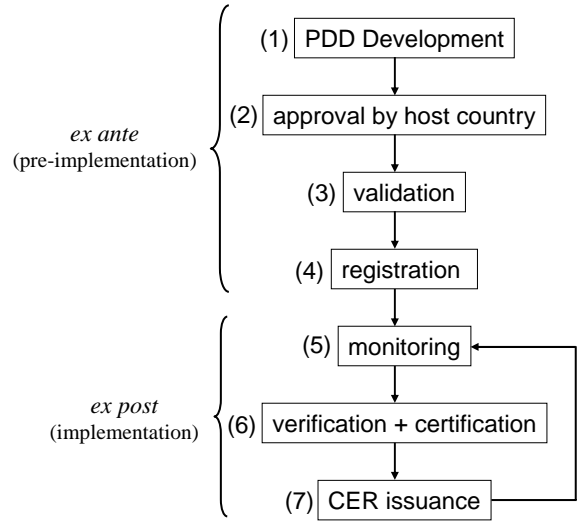 (1) PDD Development
(2) approval by host country
ex ante
(pre-implementation)
(3) validation
(4) registration
(5) monitoring
ex post
(implementation)
(6) verification + certification
(7) CER issuance